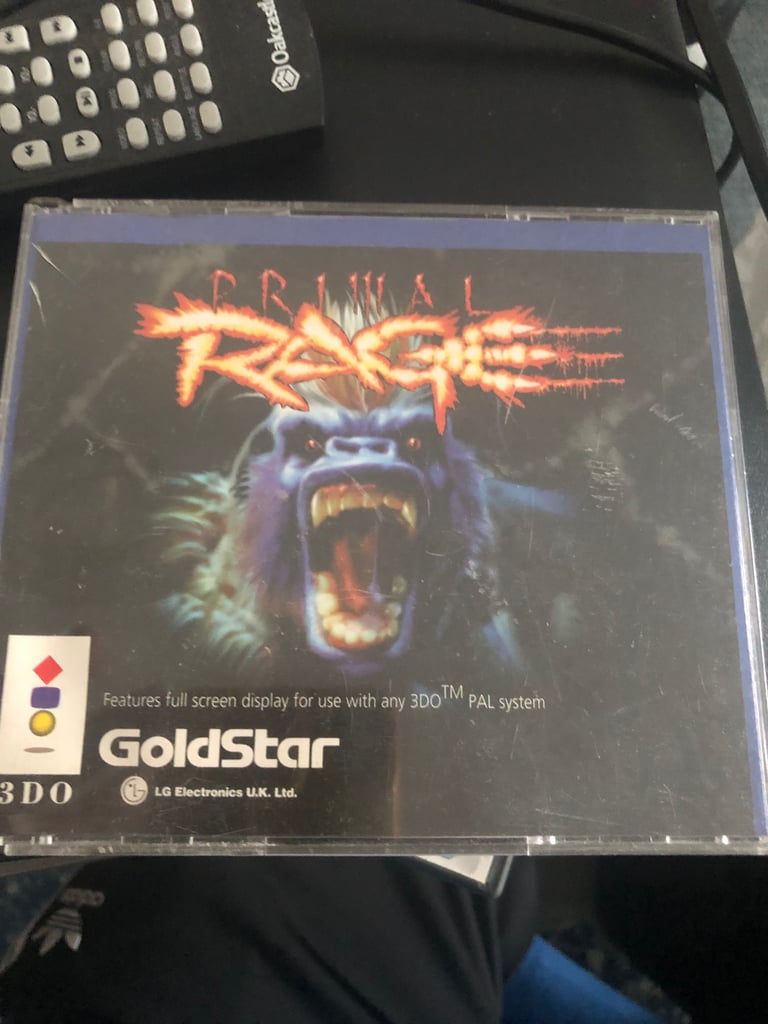 Oakcastle
PRIMAL
RAGE
Features full screen display for use with any 3DO™ PAL system
GoldStar
LG Electronics U.K. Ltd.
3DO
adidas